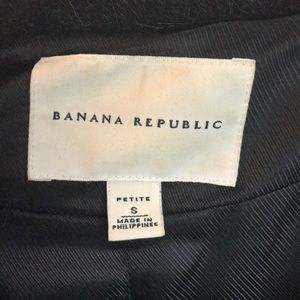 BANANA REPUBLIC
PETITE
S
MADE IN
PHILIPPINES